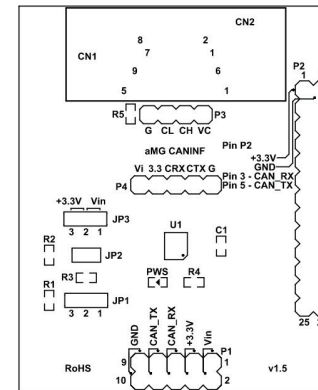 CN2
CN1
8 2
7 1
9 6
5 1
P2
1
R5
P3
G CL CH VC
aMG CANINF
Pin P2
+3.3V
GND
Vi 3.3 CRX CTX G
Pin 3 - CAN_RX
P4
Pin 5 - CAN_TX
+3.3V Vin
JP3
3 2 1
U1
C1
R2
JP2
R3
PWS
R4
R1
JP1
3 2 1
25
GND
CAN_TX
CAN_RX
+3.3V
Vin
P1
9 1
10 2
RoHS
v1.5